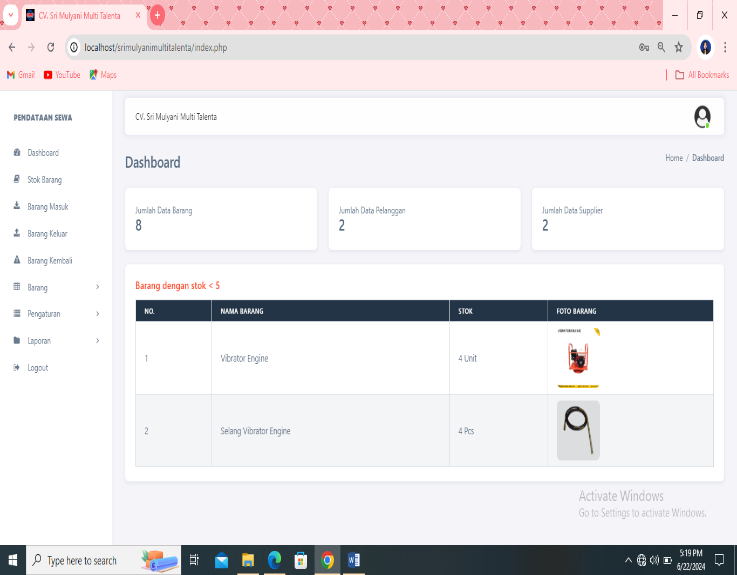 CV. Sri Mulyani Multi Talenta
localhost/srimulyanimultitalenta/index.php
Gmail YouTube Maps All Bookmarks
PENDATAAN SEWA
Dashboard
Stok Barang
Barang Masuk
Barang Keluar
Barang Kembali
Barang
Pengaturan
Laporan
Logout
CV. Sri Mulyani Multi Talenta
Dashboard
Home / Dashboard
Jumlah Data Barang
8
Jumlah Data Pelanggan
2
Jumlah Data Supplier
2
Barang dengan stok < 5
NO. NAMA BARANG STOK FOTO BARANG
1 Vibrator Engine 4 Unit
2 Selang Vibrator Engine 4 Pcs
Activate Windows
Go to Settings to activate Windows.
Type here to search
5:19 PM
6/22/2024